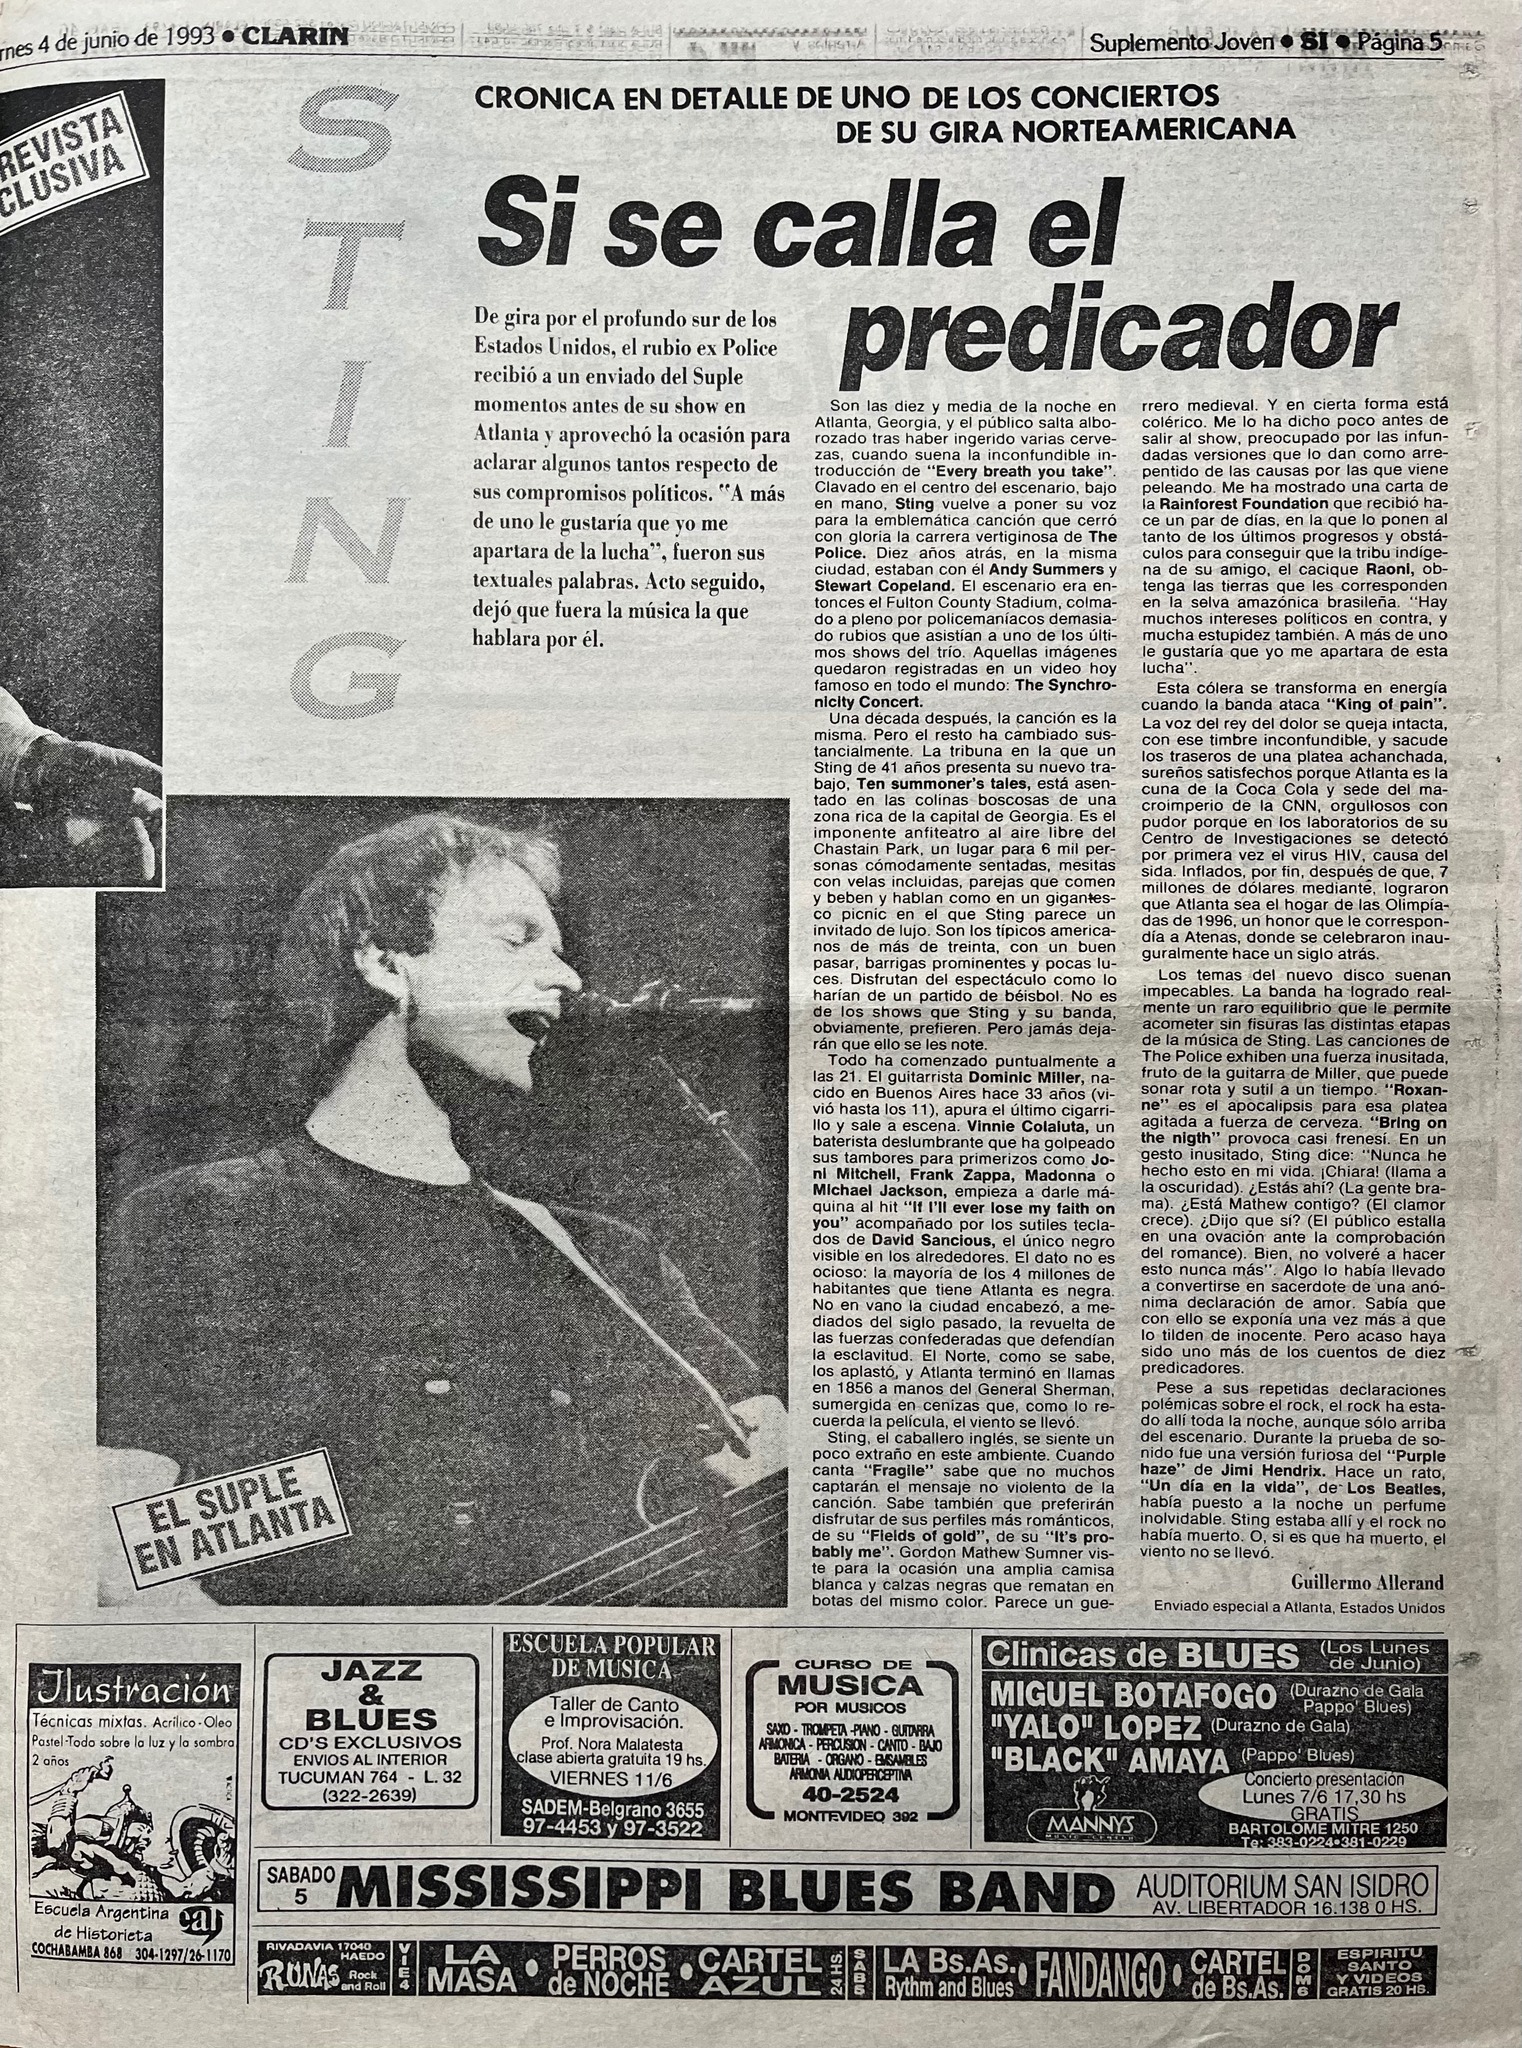 rnes 4 de junio de 1993 ● CLARIN
Suplemento Joven ● SI ● Página 5
REVISTA
CLUSIVA
STING
CRONICA EN DETALLE DE UNO DE LOS CONCIERTOS
DE SU GIRA NORTEAMERICANA
Si se calla el
predicador
De gira por el profundo sur de los
Estados Unidos, el rubio ex Police
recibió a un enviado del Suple
momentos antes de su show en
Atlanta y aprovechó la ocasión para
aclarar algunos tantos respecto de
sus compromisos políticos. "A más
de uno le gustaría que yo me
apartara de la lucha", fueron sus
textuales palabras. Acto seguido,
dejó que fuera la música la que
hablara por él.
Son las diez y media de la noche en
Atlanta, Georgia, y el público salta albo-
rozado tras haber ingerido varias cerve-
zas, cuando suena la inconfundible in-
troducción de "Every breath you take".
Clavado en el centro del escenario, bajo
en mano, Sting vuelve a poner su voz
para la emblemática canción que cerró
con gloria la carrera vertiginosa de The
Police. Diez años atrás, en la misma
ciudad, estaban con él Andy Summers y
Stewart Copeland. El escenario era en-
tonces el Fulton County Stadium, colma-
do a pleno por policemaníacos demasia-
do rubios que asistían a uno de los últi-
mos shows del trío. Aquellas imágenes
quedaron registradas en un video hoy
famoso en todo el mundo: The Synchro-
nicity Concert.
Una década después, la canción es la
misma. Pero el resto ha cambiado sus-
tancialmente. La tribuna en la que un
Sting de 41 años presenta su nuevo tra-
bajo, Ten summoner's tales, está asen-
tado en las colinas boscosas de una
zona rica de la capital de Georgia. Es el
imponente anfiteatro al aire libre del
Chastain Park, un lugar para 6 mil per-
sonas cómodamente sentadas, mesitas
con velas incluidas, parejas que comen
y beben y hablan como en un gigantes-
co picnic en el que Sting parece un
invitado de lujo. Son los típicos america-
nos de más de treinta, con un buen
pasar, barrigas prominentes y pocas lu-
ces. Disfrutan del espectáculo como lo
harían de un partido de béisbol. No es
de los shows que Sting y su banda,
obviamente, prefieren. Pero jamás deja-
rán que ello se les note.
Todo ha comenzado puntualmente a
las 21. El guitarrista Dominic Miller, na-
cido en Buenos Aires hace 33 años (vi-
vió hasta los 11), apura el último cigarri-
llo y sale a escena. Vinnie Colaluta, un
baterista deslumbrante que ha golpeado
sus tambores para primerizos como Jo-
ni Mitchell, Frank Zappa, Madonna o
Michael Jackson, empieza a darle má-
quina al hit "If I'll ever lose my faith on
you" acompañado por los sutiles tecla-
dos de David Sancious, el único negro
visible en los alrededores. El dato no es
ocioso: la mayoría de los 4 millones de
habitantes que tiene Atlanta es negra.
No en vano la ciudad encabezó, a me-
diados del siglo pasado, la revuelta de
las fuerzas confederadas que defendían
la esclavitud. El Norte, como se sabe,
los aplastó, y Atlanta terminó en llamas
en 1856 a manos del General Sherman,
sumergida en cenizas que, como lo re-
cuerda la película, el viento se llevó.
Sting, el caballero inglés, se siente un
poco extraño en este ambiente. Cuando
canta "Fragile" sabe que no muchos
captarán el mensaje no violento de la
canción. Sabe también que preferirán
disfrutar de sus perfiles más románticos,
de su "Fields of gold", de su "It's pro-
bably me". Gordon Mathew Sumner vis-
te para la ocasión una amplia camisa
blanca y calzas negras que rematan en
botas del mismo color. Parece un gue-
rrero medieval. Y en cierta forma está
colérico. Me lo ha dicho poco antes de
salir al show, preocupado por las infun-
dadas versiones que lo dan como arre-
pentido de las causas por las que viene
peleando. Me ha mostrado una carta de
la Rainforest Foundation que recibió ha-
ce un par de días, en la que lo ponen al
tanto de los últimos progresos y obstá-
culos para conseguir que la tribu indíge-
na de su amigo, el cacique Raoni, ob-
tenga las tierras que les corresponden
en la selva amazónica brasileña. "Hay
muchos intereses políticos en contra, y
mucha estupidez también. A más de uno
le gustaría que yo me apartara de esta
lucha".
Esta cólera se transforma en energía
cuando la banda ataca "King of pain".
La voz del rey del dolor se queja intacta,
con ese timbre inconfundible, y sacude
los traseros de una platea achanchada,
sureños satisfechos porque Atlanta es la
cuna de la Coca Cola y sede del ma-
croimperio de la CNN, orgullosos con
pudor porque en los laboratorios de su
Centro de Investigaciones se detectó
por primera vez el virus HIV, causa del
sida. Inflados, por fin, después de que, 7
millones de dólares mediante, lograron
que Atlanta sea el hogar de las Olimpía-
das de 1996, un honor que le correspon-
día a Atenas, donde se celebraron inau-
guralmente hace un siglo atrás.
Los temas del nuevo disco suenan
impecables. La banda ha logrado real-
mente un raro equilibrio que le permite
acometer sin fisuras las distintas etapas
de la música de Sting. Las canciones de
The Police exhiben una fuerza inusitada,
fruto de la guitarra de Miller, que puede
sonar rota y sutil a un tiempo. "Roxan-
ne" es el apocalipsis para esa platea
agitada a fuerza de cerveza. "Bring on
the nigth" provoca casi frenesí. En un
gesto inusitado, Sting dice: "Nunca he
hecho esto en mi vida. ¡Chiara! (llama a
la oscuridad). ¿Estás ahí? (La gente bra-
ma). ¿Está Mathew contigo? (El clamor
crece). ¿Dijo que sí? (El público estalla
en una ovación ante la comprobación
del romance). Bien, no volveré a hacer
esto nunca más". Algo lo había llevado
a convertirse en sacerdote de una anó-
nima declaración de amor. Sabía que
con ello se exponía una vez más a que
lo tilden de inocente. Pero acaso haya
sido uno más de los cuentos de diez
predicadores.
Pese a sus repetidas declaraciones
polémicas sobre el rock, el rock ha esta-
do allí toda la noche, aunque sólo arriba
del escenario. Durante la prueba de so-
nido fue una versión furiosa del "Purple
haze" de Jimi Hendrix. Hace un rato,
"Un día en la vida", de Los Beatles,
había puesto a la noche un perfume
inolvidable. Sting estaba allí y el rock no
había muerto. O, si es que ha muerto, el
viento no se llevó.
Guillermo Allerand
Enviado especial a Atlanta, Estados Unidos
EL SUPLE
EN ATLANTA
Ilustración
Técnicas mixtas. Acrílico - Oleo
Pastel - Todo sobre la luz y la sombra
2 años
Escuela Argentina
de Historieta
eah
COCHABAMBA 868 304-1297/26-1170
JAZZ
&
BLUES
CD'S EXCLUSIVOS
ENVIOS AL INTERIOR
TUCUMAN 764 - L. 32
(322-2639)
ESCUELA POPULAR
DE MUSICA
Taller de Canto
e Improvisación.
Prof. Nora Malatesta
clase abierta gratuita 19 hs.
VIERNES 11/6
SADEM-Belgrano 3655
97-4453 y 97-3522
CURSO DE
MUSICA
POR MUSICOS
SAXO - TROMPETA - PIANO - GUITARRA
ARMONICA - PERCUSION - CANTO - BAJO
BATERIA - ORGANO - ENSAMBLES
ARMONIA AUDIOPERCEPTIVA
40-2524
MONTEVIDEO 392
Clinicas de BLUES (Los Lunes
de Junio)
MIGUEL BOTAFOGO (Durazno de Gala
Pappo' Blues)
"YALO" LOPEZ (Durazno de Gala)
"BLACK" AMAYA (Pappo' Blues)
MANNYS
MUSIC CENTER
Concierto presentación
Lunes 7/6 17,30 hs
GRATIS
BARTOLOME MITRE 1250
Te: 383-0224 • 381-0229
SABADO
5
MISSISSIPPI BLUES BAND
AUDITORIUM SAN ISIDRO
AV. LIBERTADOR 16.138 0 HS.
RIVADAVIA 17040
HAEDO
RUNAS Rock
and Roll
VIE 4
LA
MASA • PERROS
de NOCHE • CARTEL
AZUL
24 HS.
SAB 5
LA Bs.As.
Rythm and Blues • FANDANGO • CARTEL
de Bs.As.
DOM 6
ESPIRITU
SANTO
Y VIDEOS
GRATIS 20 HS.